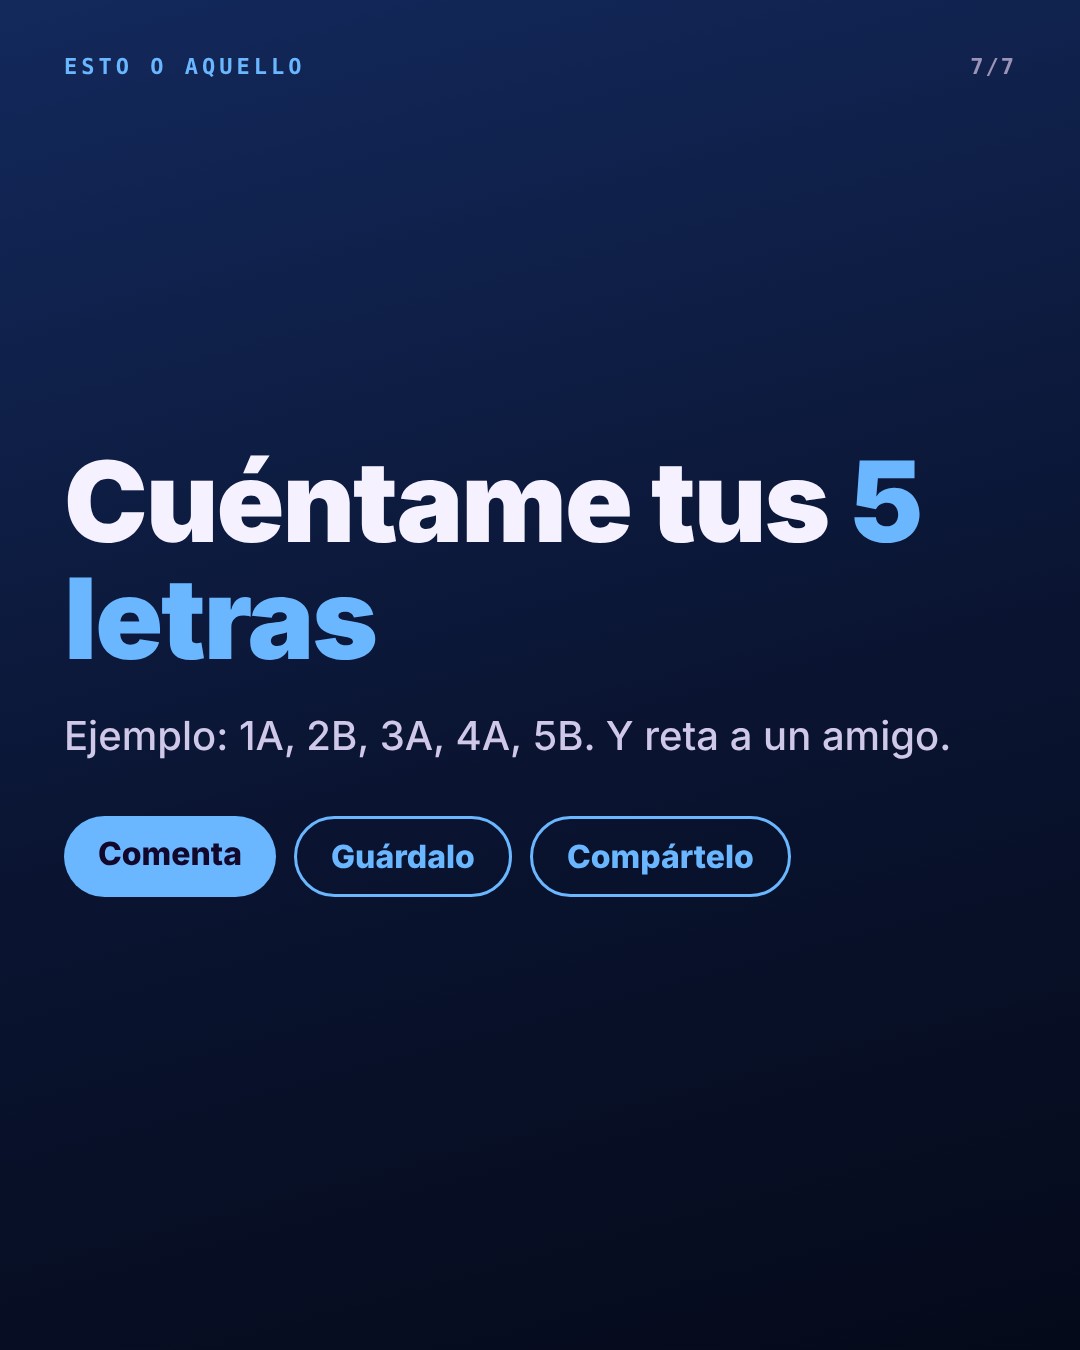 ESTO O AQUELLO
7/7
Cuéntame tus 5
letras
Ejemplo: 1A, 2B, 3A, 4A, 5B. Y reta a un amigo.
Comenta
Guárdalo
Compártelo